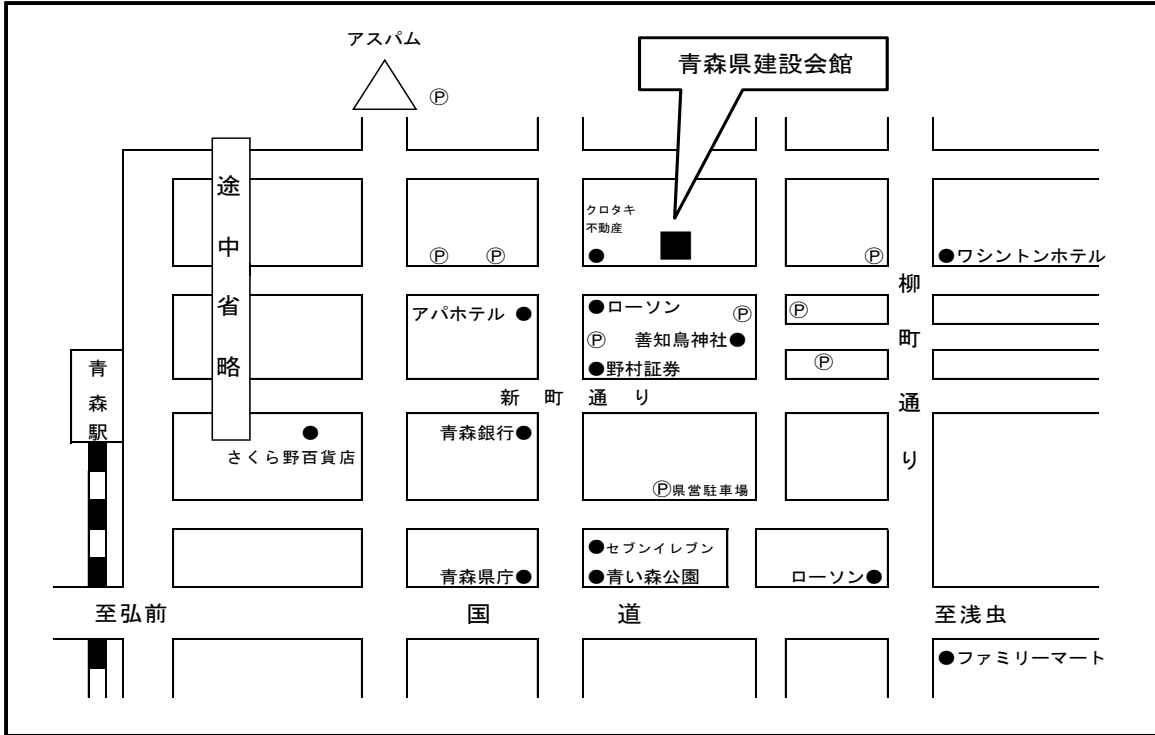 アスパム
Ⓟ
青森県建設会館
途中省略
クロタキ
不動産
●
Ⓟ Ⓟ
Ⓟ
●ワシントンホテル
柳町通り
アパホテル ●
●ローソン
Ⓟ
Ⓟ
Ⓟ 善知鳥神社●
●野村証券
Ⓟ
青森駅
新町通り
●
さくら野百貨店
青森銀行●
Ⓟ県営駐車場
●セブンイレブン
青森県庁●
●青い森公園
ローソン●
至弘前
国道
至浅虫
●ファミリーマート